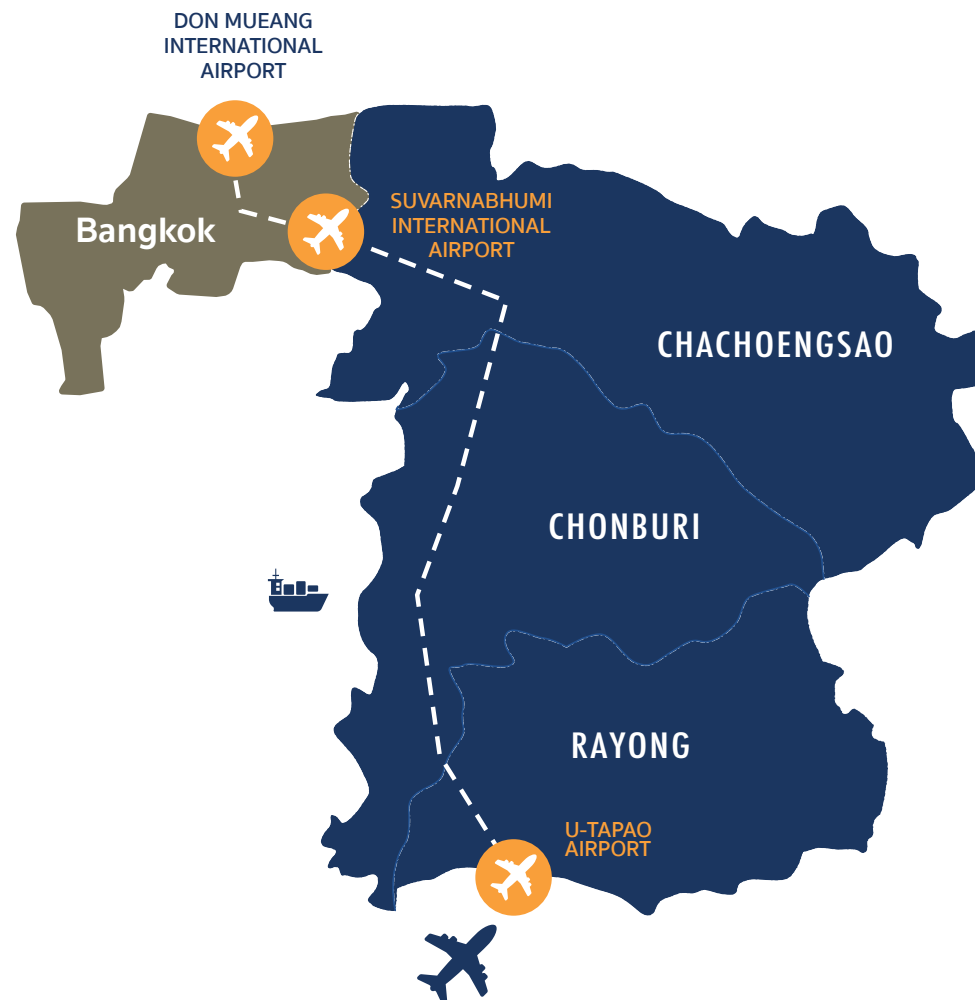 DON MUEANG
INTERNATIONAL
AIRPORT
SUVARNABHUMI
INTERNATIONAL
AIRPORT
Bangkok
CHACHOENGSAO
CHONBURI
RAYONG
U-TAPAO
AIRPORT